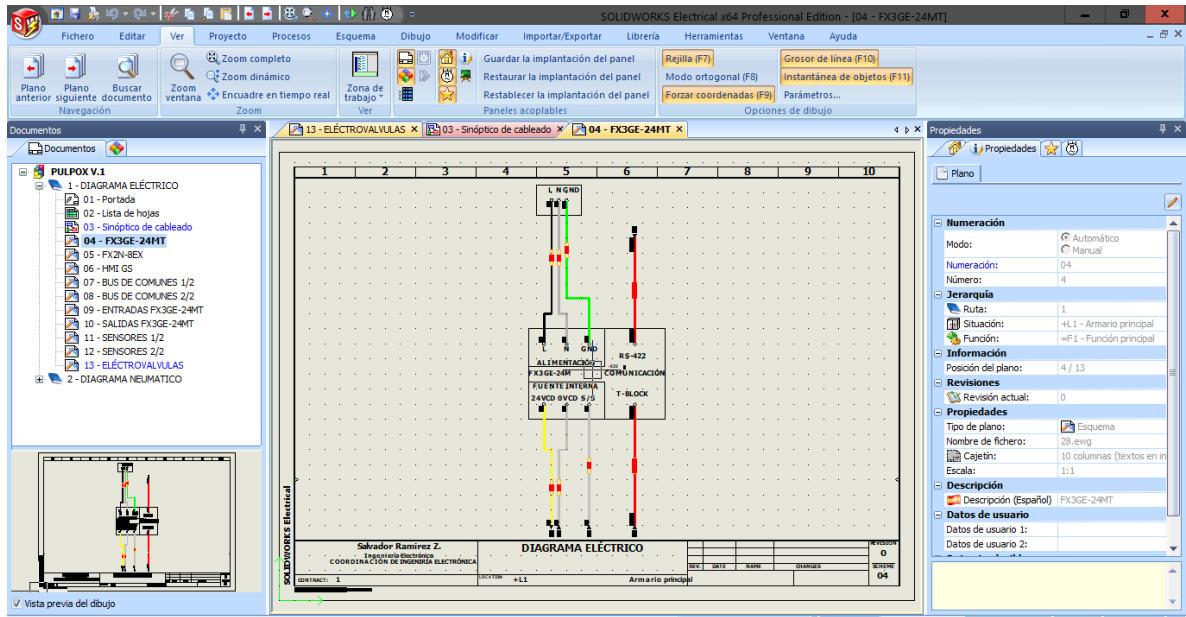 SOLIDWORKS Electrical x64 Professional Edition - [04 - FX3GE-24MT]
Fichero Editar Ver Proyecto Procesos Esquema Dibujo Modificar Importar/Exportar Librería Herramientas Ventana Ayuda
Plano anterior
Plano siguiente
Buscar documento
Navegación
Zoom ventana
Zoom completo
Zoom dinámico
Encuadre en tiempo real
Zoom
Zona de trabajo
Ver
Guardar la implantación del panel
Restaurar la implantación del panel
Restablecer la implantación del panel
Paneles acoplables
Rejilla (F7)
Modo ortogonal (F8)
Forzar coordenadas (F9)
Grosor de línea (F10)
Instantánea de objetos (F11)
Parámetros...
Opciones de dibujo
Documentos
Documentos
PULPOX V.1
1 - DIAGRAMA ELÉCTRICO
01 - Portada
02 - Lista de hojas
03 - Sinóptico de cableado
04 - FX3GE-24MT
05 - FX2N-8EX
06 - HMI GS
07 - BUS DE COMUNES 1/2
08 - BUS DE COMUNES 2/2
09 - ENTRADAS FX3GE-24MT
10 - SALIDAS FX3GE-24MT
11 - SENSORES 1/2
12 - SENSORES 2/2
13 - ELÉCTROVALVULAS
2 - DIAGRAMA NEUMATICO
Vista previa del dibujo
13 - ELÉCTROVALVULAS
03 - Sinóptico de cableado
04 - FX3GE-24MT
1 2 3 4 5 6 7 8 9 10
L N GND
L N GND
RS-422
ALIMENTACIÓN
FX3GE-24M
COMUNICACIÓN
FUENTE INTERNA
24VCD 0VCD S/S
T-BLOCK
SOLIDWORKS Electrical
Salvador Ramirez Z.
Ingeniería Electrónica
COORDINACIÓN DE INGENIERÍA ELECTRÓNICA
DIAGRAMA ELÉCTRICO
CONTRACT: 1
LOCATION +L1
Armario principal
REV. DATE NAME CHANGES
REVISION
0
SCHEME
04
Propiedades
Propiedades
Plano
Numeración
Modo: Automático
Manual
Numeración: 04
Número: 4
Jerarquía
Ruta: 1
Situación: +L1 - Armario principal
Función: =F1 - Función principal
Información
Posición del plano: 4 / 13
Revisiones
Revisión actual: 0
Propiedades
Tipo de plano: Esquema
Nombre de fichero: 28.ewg
Cajetín: 10 columnas (textos en in
Escala: 1:1
Descripción
Descripción (Español) FX3GE-24MT
Datos de usuario
Datos de usuario 1:
Datos de usuario 2: